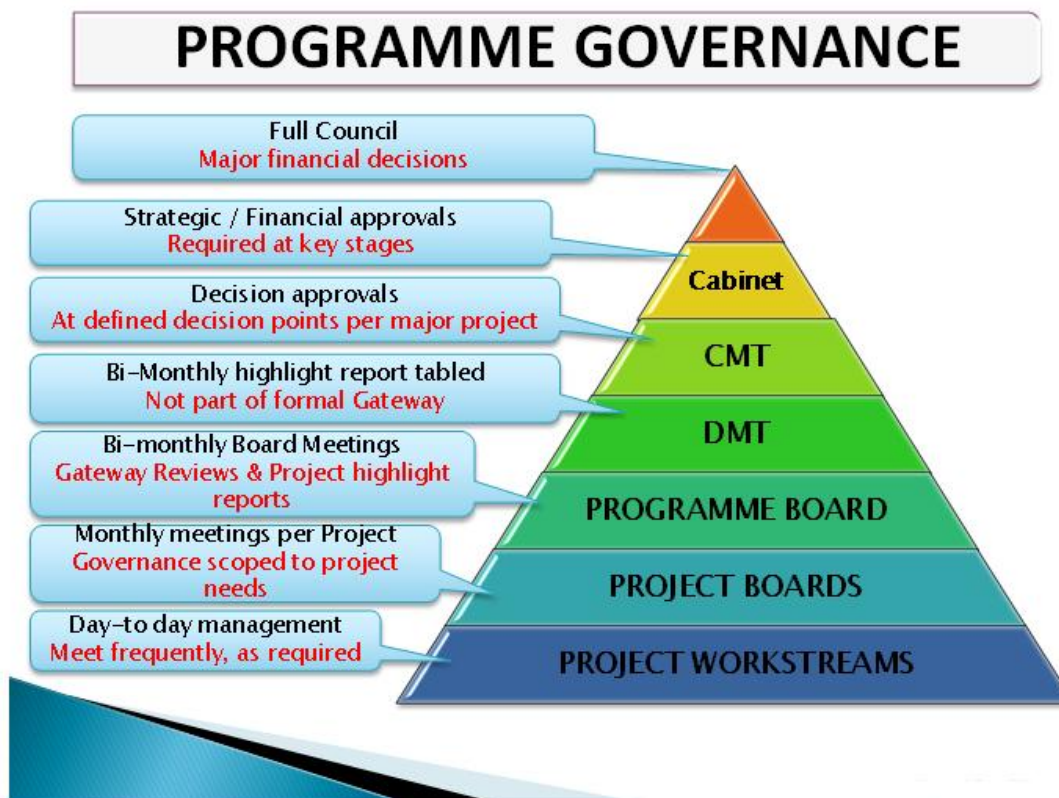 PROGRAMME GOVERNANCE
Full Council
Major financial decisions
Strategic / Financial approvals
Required at key stages
Cabinet
Decision approvals
At defined decision points per major project
CMT
Bi-Monthly highlight report tabled
Not part of formal Gateway
DMT
Bi-monthly Board Meetings
Gateway Reviews & Project highlight
reports
PROGRAMME BOARD
Monthly meetings per Project
Governance scoped to project
needs
PROJECT BOARDS
Day-to day management
Meet frequently, as required
PROJECT WORKSTREAMS